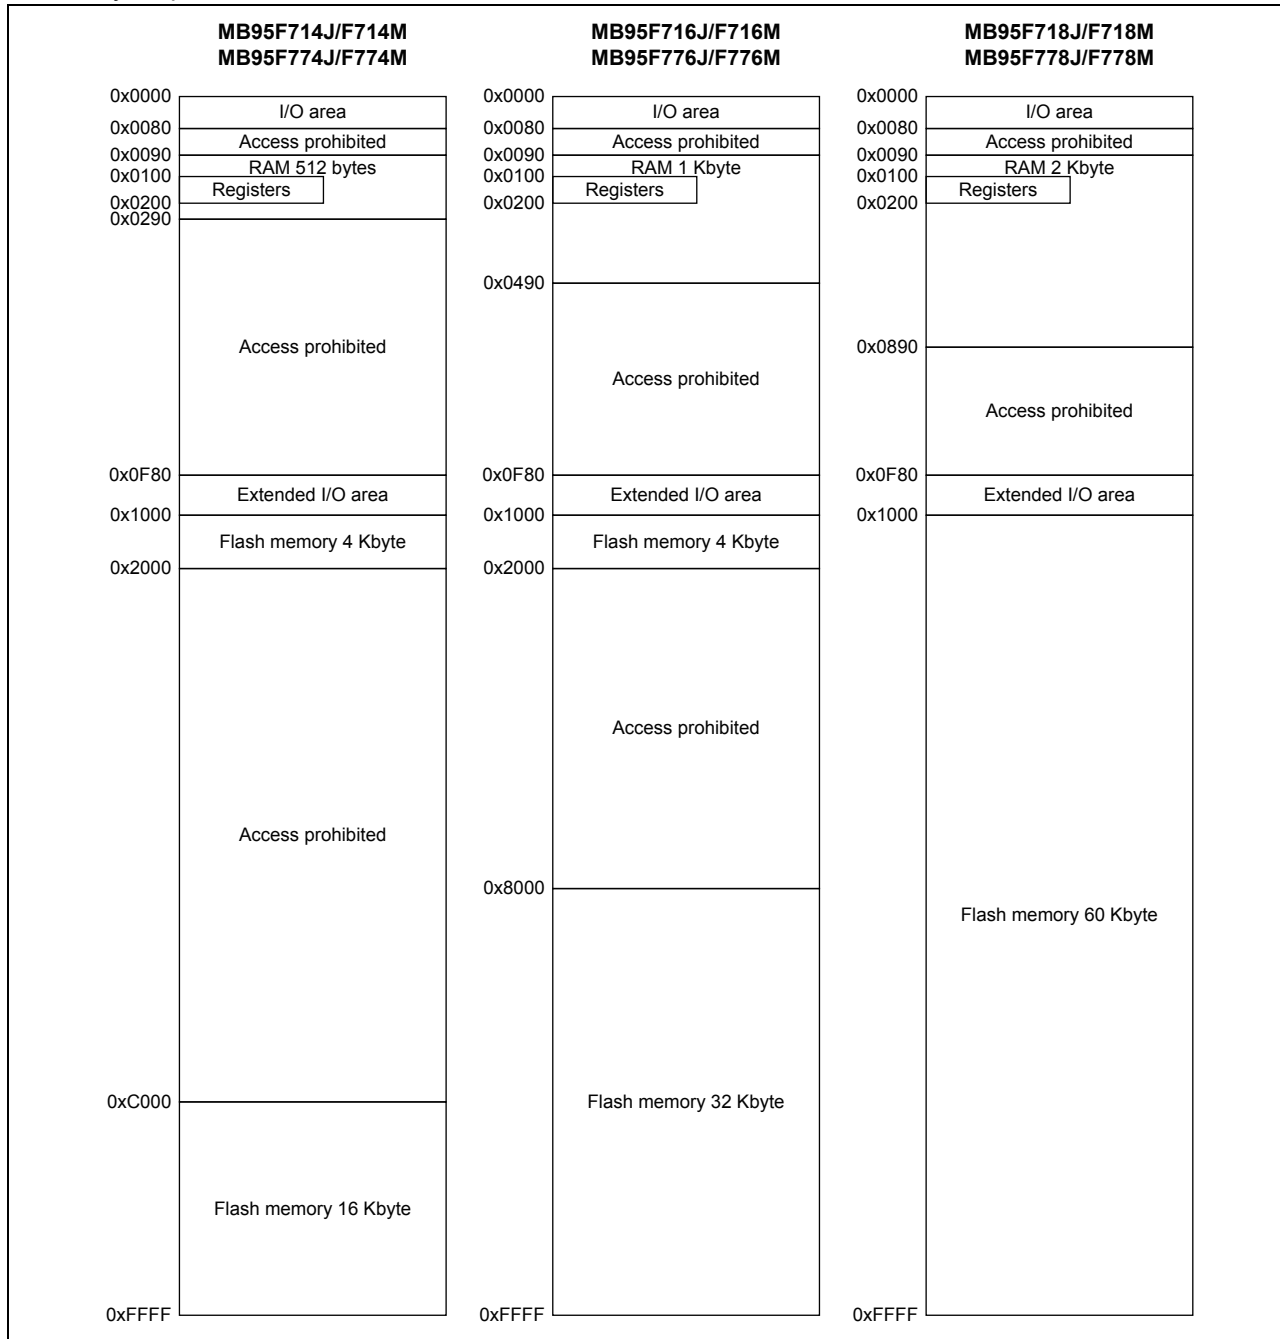 MB95F714J/F714M
MB95F774J/F774M
0x0000
I/O area
0x0080
Access prohibited
0x0090
RAM 512 bytes
0x0100
Registers
0x0200
0x0290
Access prohibited
0x0F80
Extended I/O area
0x1000
Flash memory 4 Kbyte
0x2000
Access prohibited
0xC000
Flash memory 16 Kbyte
0xFFFF
MB95F716J/F716M
MB95F776J/F776M
0x0000
I/O area
0x0080
Access prohibited
0x0090
RAM 1 Kbyte
0x0100
Registers
0x0200
0x0490
Access prohibited
0x0F80
Extended I/O area
0x1000
Flash memory 4 Kbyte
0x2000
Access prohibited
0x8000
Flash memory 32 Kbyte
0xFFFF
MB95F718J/F718M
MB95F778J/F778M
0x0000
I/O area
0x0080
Access prohibited
0x0090
RAM 2 Kbyte
0x0100
Registers
0x0200
0x0890
Access prohibited
0x0F80
Extended I/O area
0x1000
Flash memory 60 Kbyte
0xFFFF